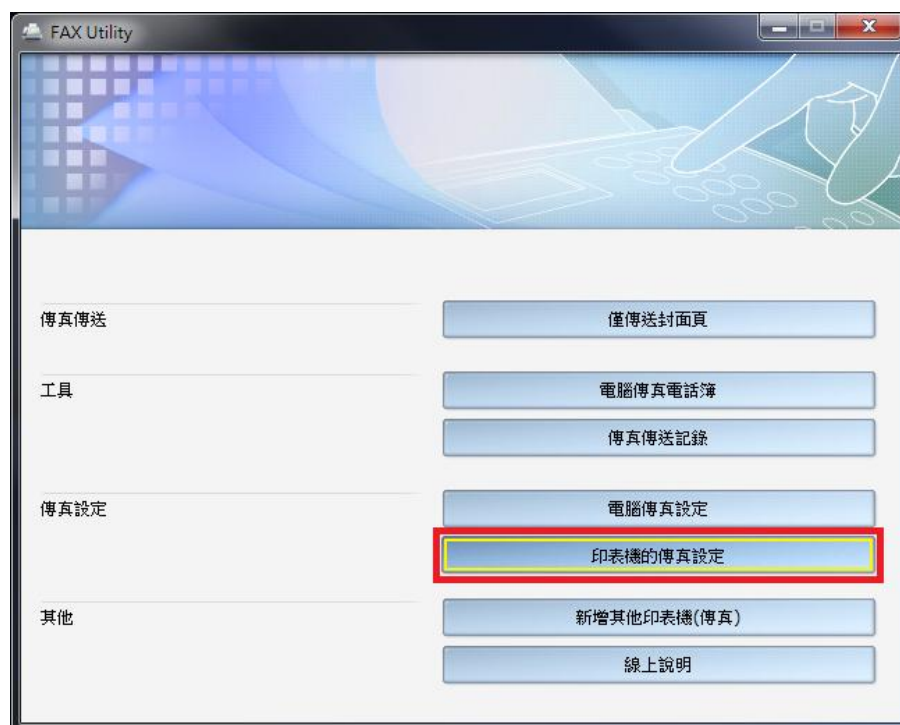 FAX Utility
傳真傳送
僅傳送封面頁
工具
電腦傳真電話簿
傳真傳送記錄
傳真設定
電腦傳真設定
印表機的傳真設定
其他
新增其他印表機(傳真)
線上說明